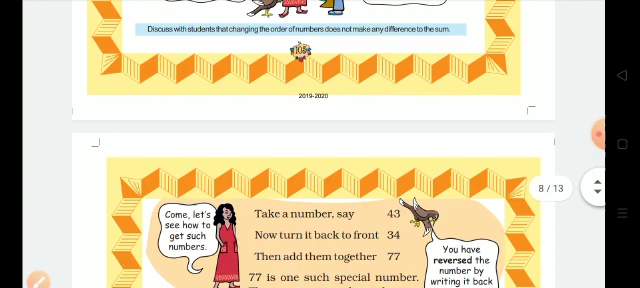 Discuss with students that changing the order of numbers does not make any difference to the sum.
105
2019-2020
8 / 13
Come, let's
see how to
get such
numbers.
Take a number, say 43
Now turn it back to front 34
Then add them together 77
77 is one such special number.
You have
reversed the
number by
writing it back